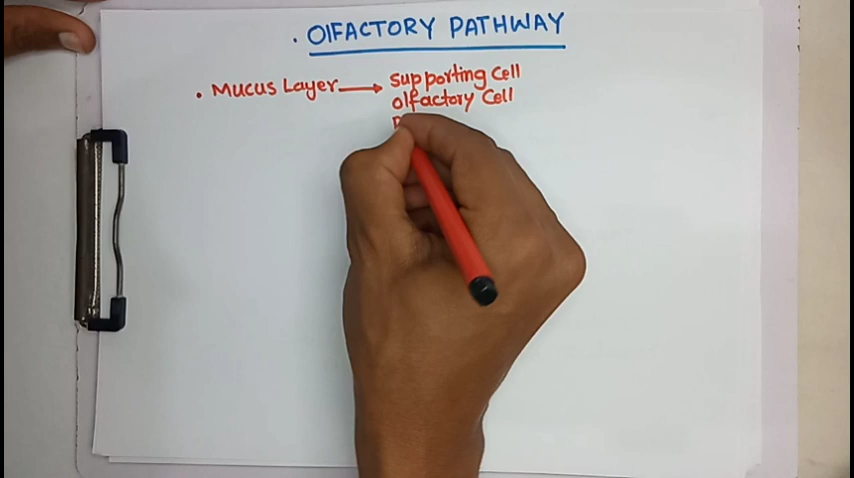 . OLFACTORY PATHWAY
. Mucus Layer → Supporting Cell
olfactory Cell